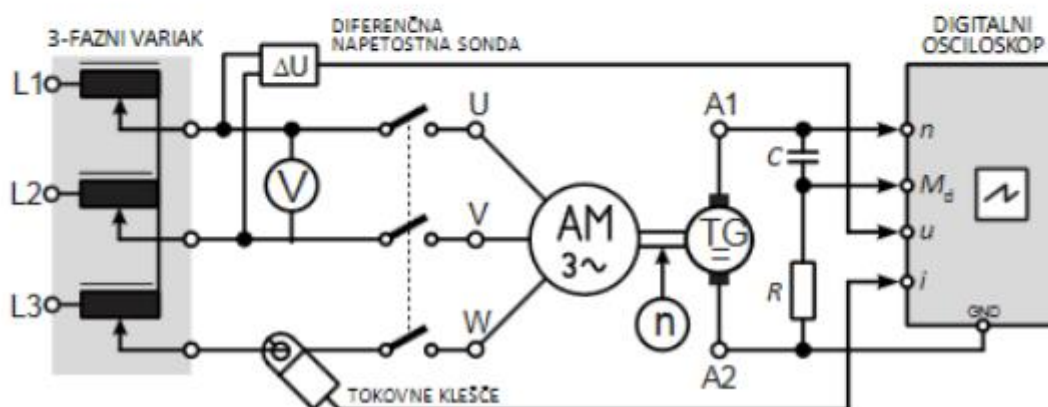 3-FAZNI VARIAK
DIFERENČNA
NAPETOSTNA SONDA
DIGITALNI
OSCILOSKOP
L1
ΔU
U
A1
n
C
V
L2
V
AM
3~
TG
M
u
i
L3
n
R
W
GND
A2
TOKOVNE KLEŠČE